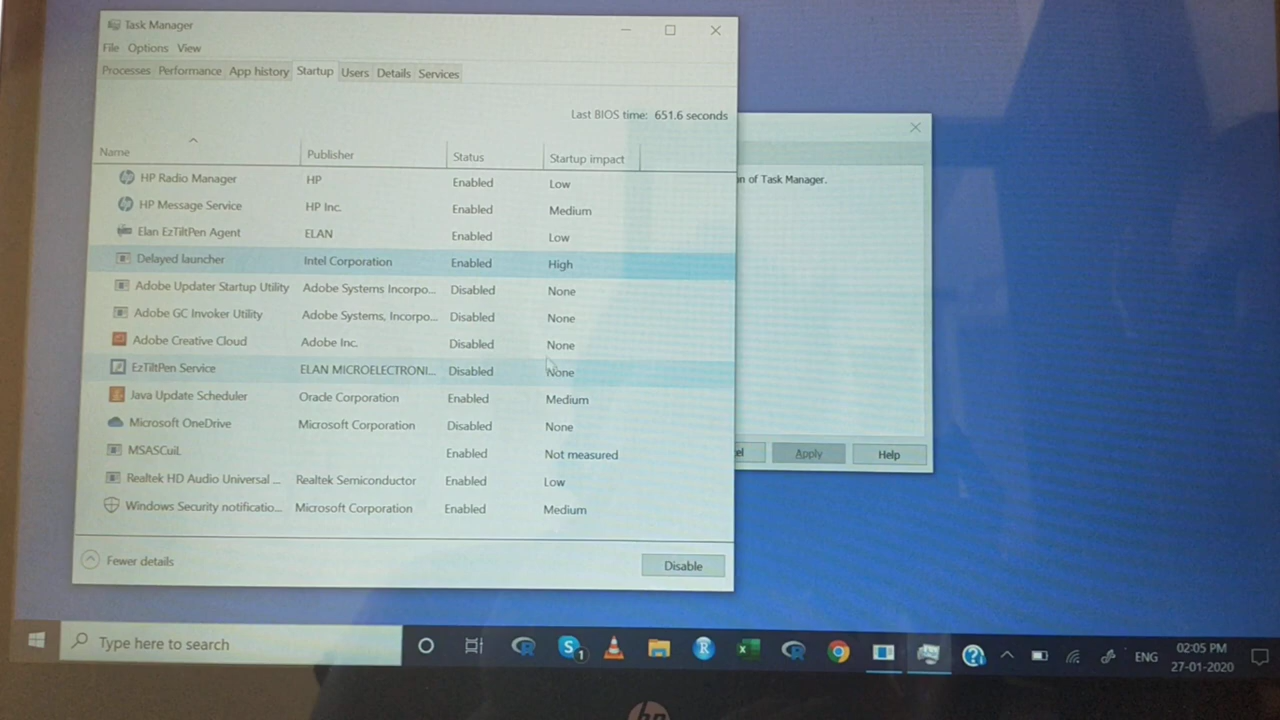 Task Manager
File Options View
Processes Performance App history Startup Users Details Services
Last BIOS time: 651.6 seconds
Name Publisher Status Startup impact
HP Radio Manager HP Enabled Low
HP Message Service HP Inc. Enabled Medium
Elan EzTiltPen Agent ELAN Enabled Low
Delayed launcher Intel Corporation Enabled High
Adobe Updater Startup Utility Adobe Systems Incorpo... Disabled None
Adobe GC Invoker Utility Adobe Systems, Incorpo... Disabled None
Adobe Creative Cloud Adobe Inc. Disabled None
EzTiltPen Service ELAN MICROELECTRONI... Disabled None
Java Update Scheduler Oracle Corporation Enabled Medium
Microsoft OneDrive Microsoft Corporation Disabled None
MSASCuiL Enabled Not measured
Realtek HD Audio Universal ... Realtek Semiconductor Enabled Low
Windows Security notificatio... Microsoft Corporation Enabled Medium
Fewer details Disable
of Task Manager.
Apply Help
Type here to search
1
ENG
02:05 PM
27-01-2020
hp